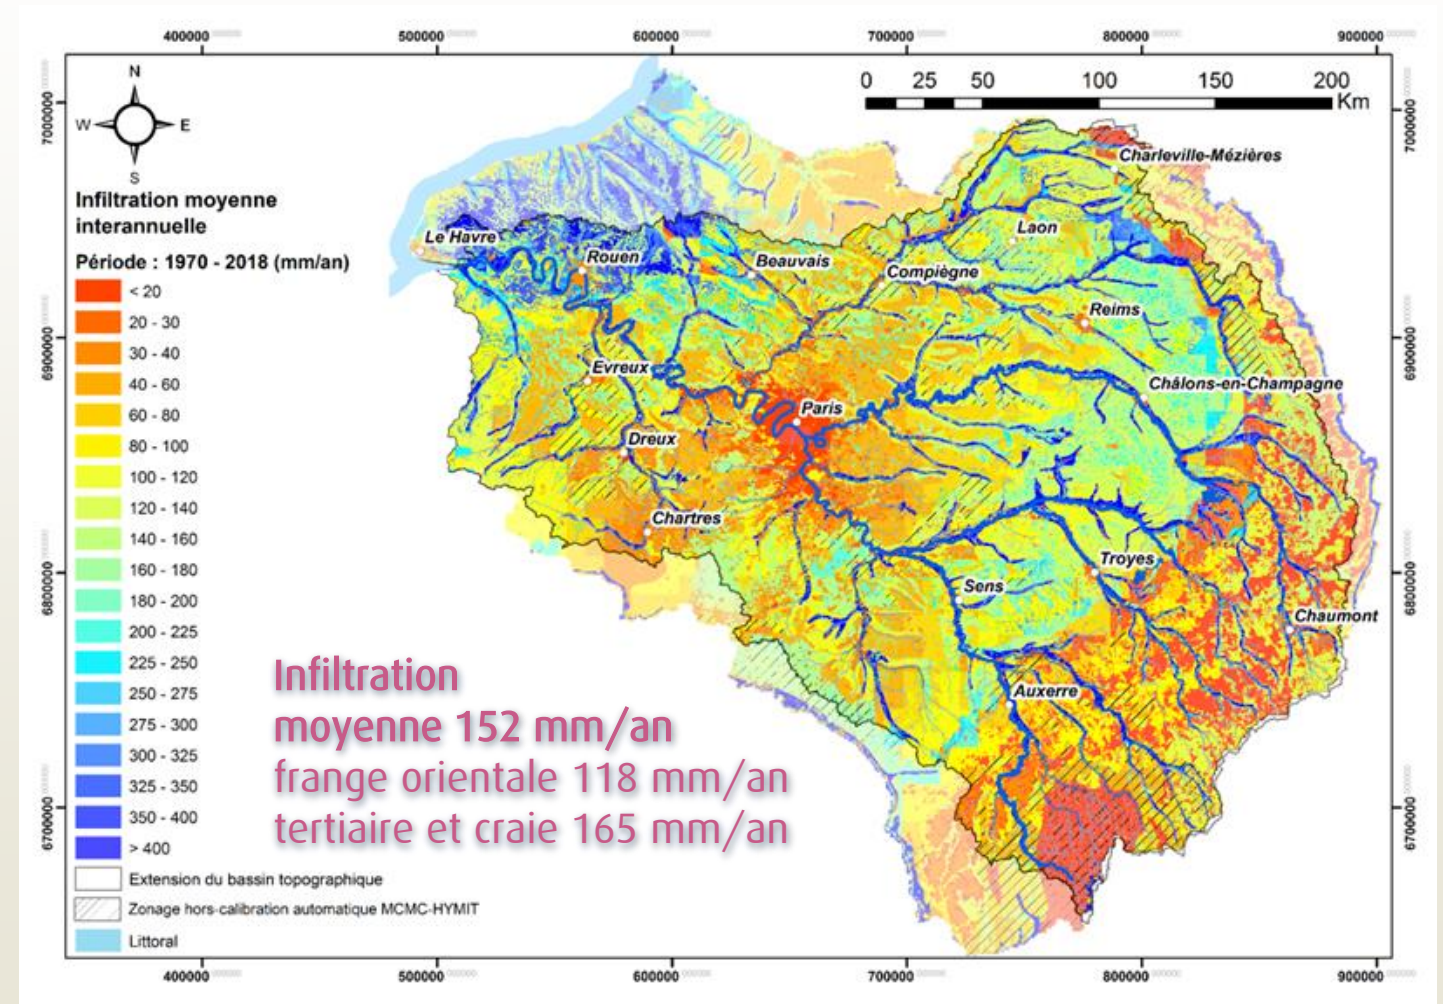 400000 500000 600000 700000 800000 900000
0 25 50 100 150 200
Km
N
W E
S
7000000
6900000
6800000
6700000
7000000
6900000
6800000
6700000
Infiltration moyenne
interannuelle
Période : 1970 - 2018 (mm/an)
< 20
20 - 30
30 - 40
40 - 60
60 - 80
80 - 100
100 - 120
120 - 140
140 - 160
160 - 180
180 - 200
200 - 225
225 - 250
250 - 275
275 - 300
300 - 325
325 - 350
350 - 400
> 400
Extension du bassin topographique
Zonage hors-calibration automatique MCMC-HYMIT
Littoral
Charleville-Mézières
Laon
Le Havre
Rouen
Beauvais
Compiègne
Reims
Evreux
Châlons-en-Champagne
Paris
Dreux
Chartres
Troyes
Sens
Chaumont
Auxerre
Infiltration
moyenne 152 mm/an
frange orientale 118 mm/an
tertiaire et craie 165 mm/an
400000 500000 600000 700000 800000 900000